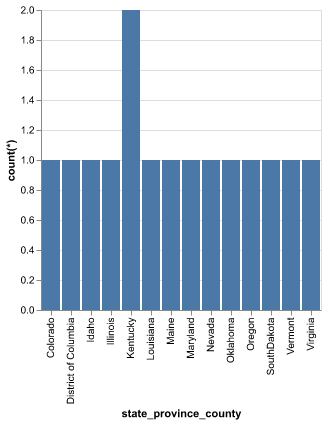 2.0
1.8
1.6
1.4
1.2
1.0
0.8
0.6
0.4
0.2
0.0
count(*)
Colorado
District of Columbia
Idaho
Illinois
Kentucky
Louisiana
Maine
Maryland
Nevada
Oklahoma
Oregon
SouthDakota
Vermont
Virginia
state_province_county